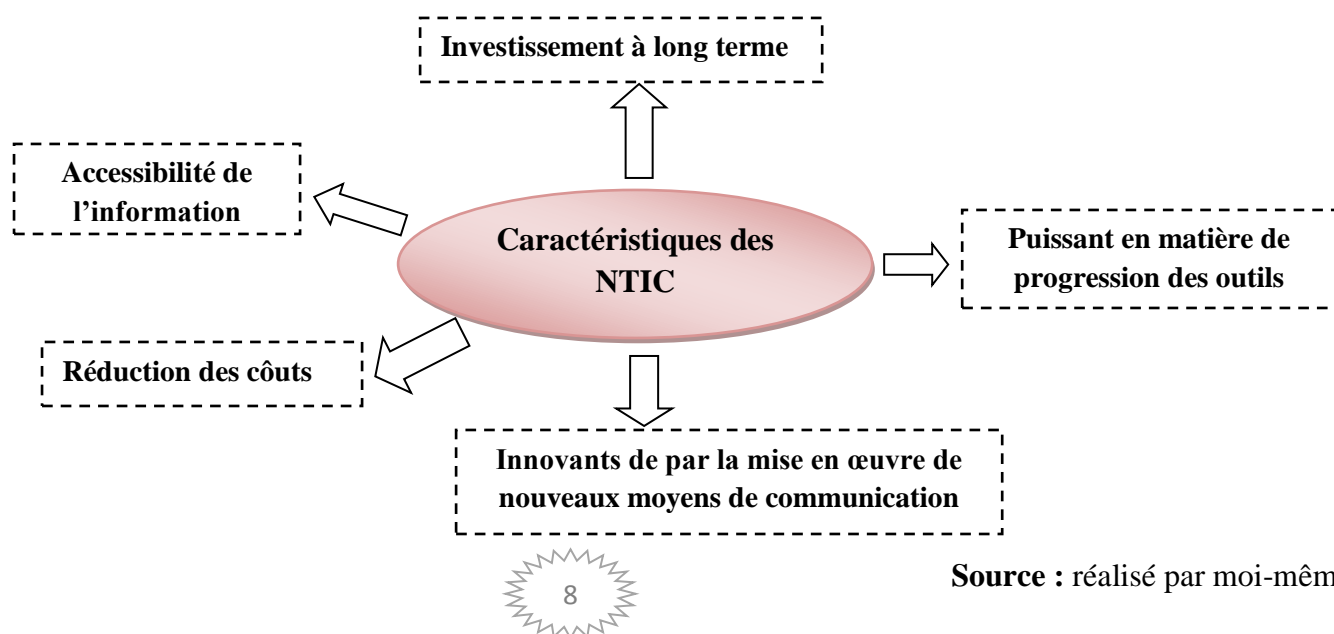 Investissement à long terme
Accessibilité de
l’information
Caractéristiques des
NTIC
Puissant en matière de
progression des outils
Réduction des côuts
Innovants de par la mise en œuvre de
nouveaux moyens de communication
8
Source : réalisé par moi-mêm